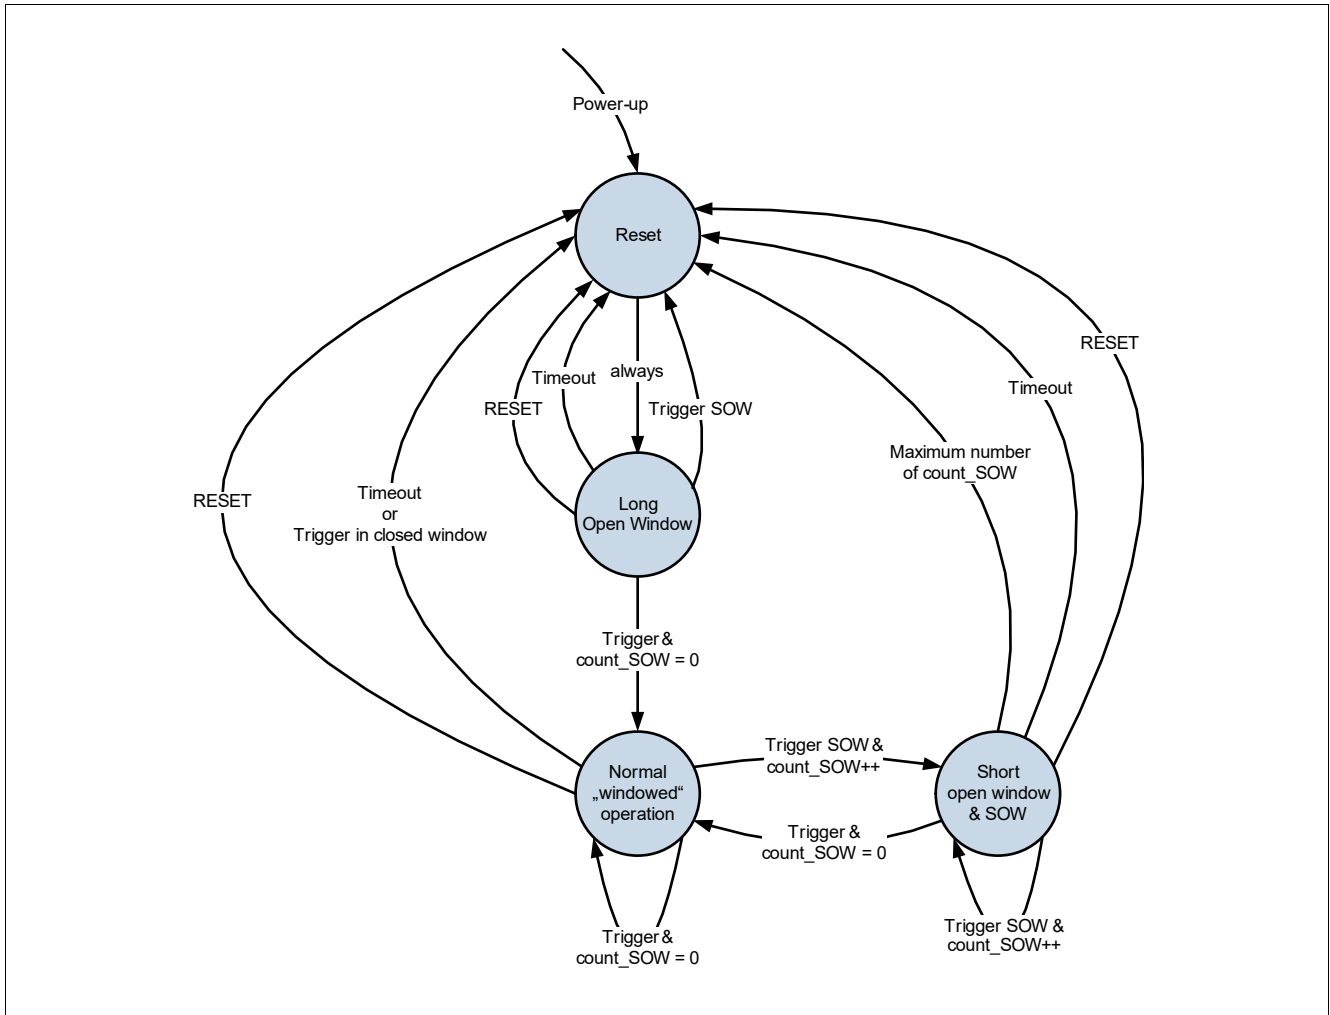 Power-up
Reset
RESET
Timeout
always
Timeout
RESET
Trigger SOW
Maximum number
of count_SOW
RESET
Timeout
or
Trigger in closed window
Long
Open Window
Trigger &
count_SOW = 0
Normal
„windowed“
operation
Trigger SOW &
count_SOW++
Short
open window
& SOW
Trigger &
count_SOW = 0
Trigger &
count_SOW = 0
Trigger SOW &
count_SOW++